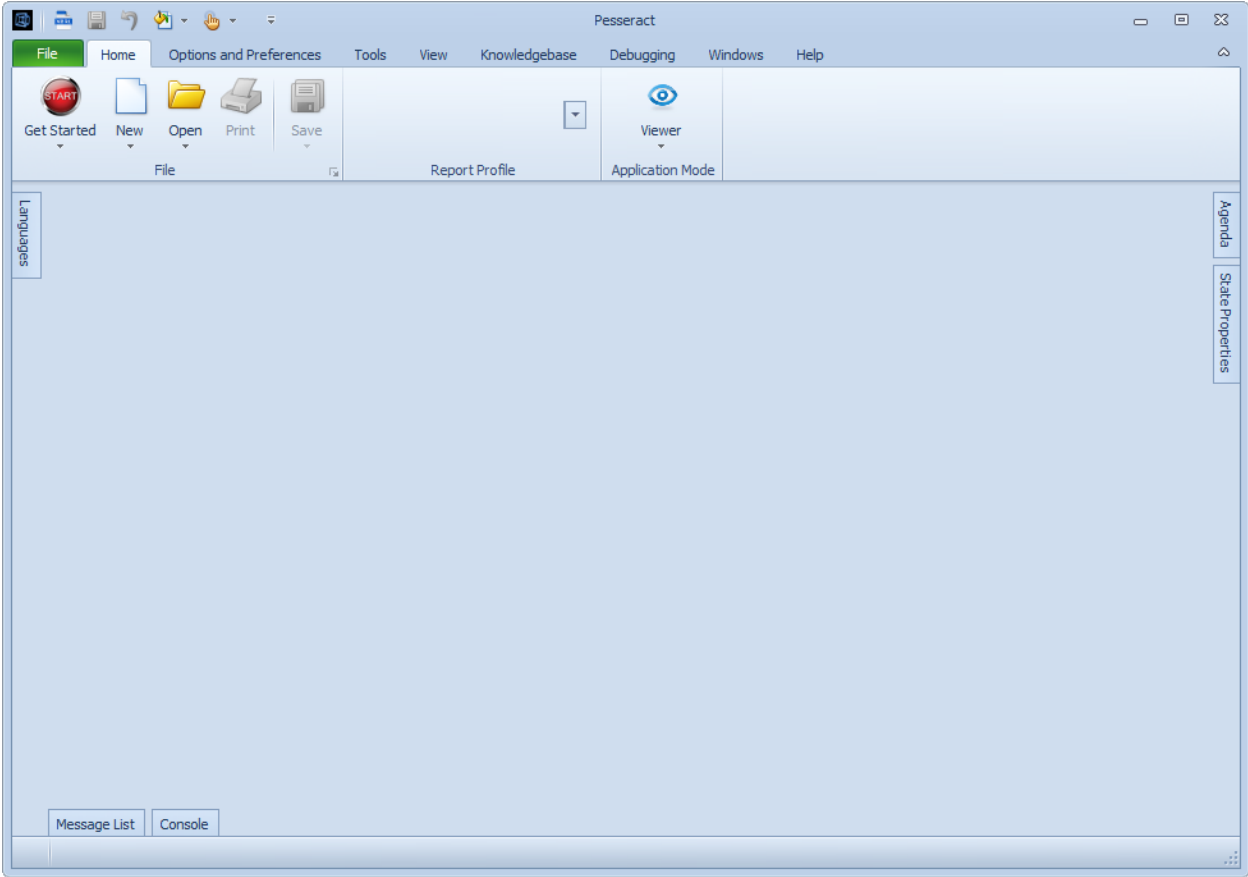 Pesseract
File Home Options and Preferences Tools View Knowledgebase Debugging Windows Help
START
Get Started New Open Print Save Viewer
File Report Profile Application Mode
Languages
Agenda
State Properties
Message List Console